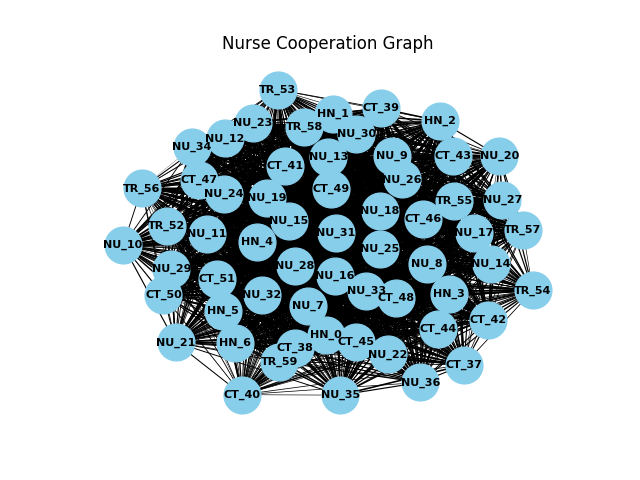 Nurse Cooperation Graph
TR_53
HN_1
CT_39
HN_2
NU_23
TR_58
NU_30
NU_12
NU_34
NU_13
NU_9
CT_43
NU_20
CT_41
CT_47
NU_26
TR_56
CT_49
NU_24
NU_19
TR_55
NU_27
NU_18
CT_46
NU_15
TR_52
TR_57
NU_11
NU_31
NU_17
HN_4
NU_10
NU_25
NU_8
NU_14
NU_28
NU_29
NU_16
CT_51
TR_54
NU_33
CT_50
NU_32
HN_3
CT_48
NU_7
HN_5
CT_42
CT_44
HN_0
NU_21
HN_6
CT_45
CT_38
NU_22
TR_59
CT_37
NU_36
CT_40
NU_35